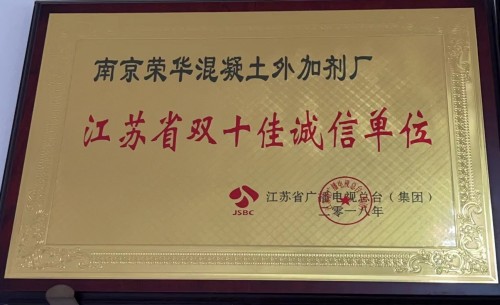 南京荣华混凝土外加剂厂
江苏省双十佳诚信单位
JSBC
江苏省广播电视总台（集团）
二零一八年